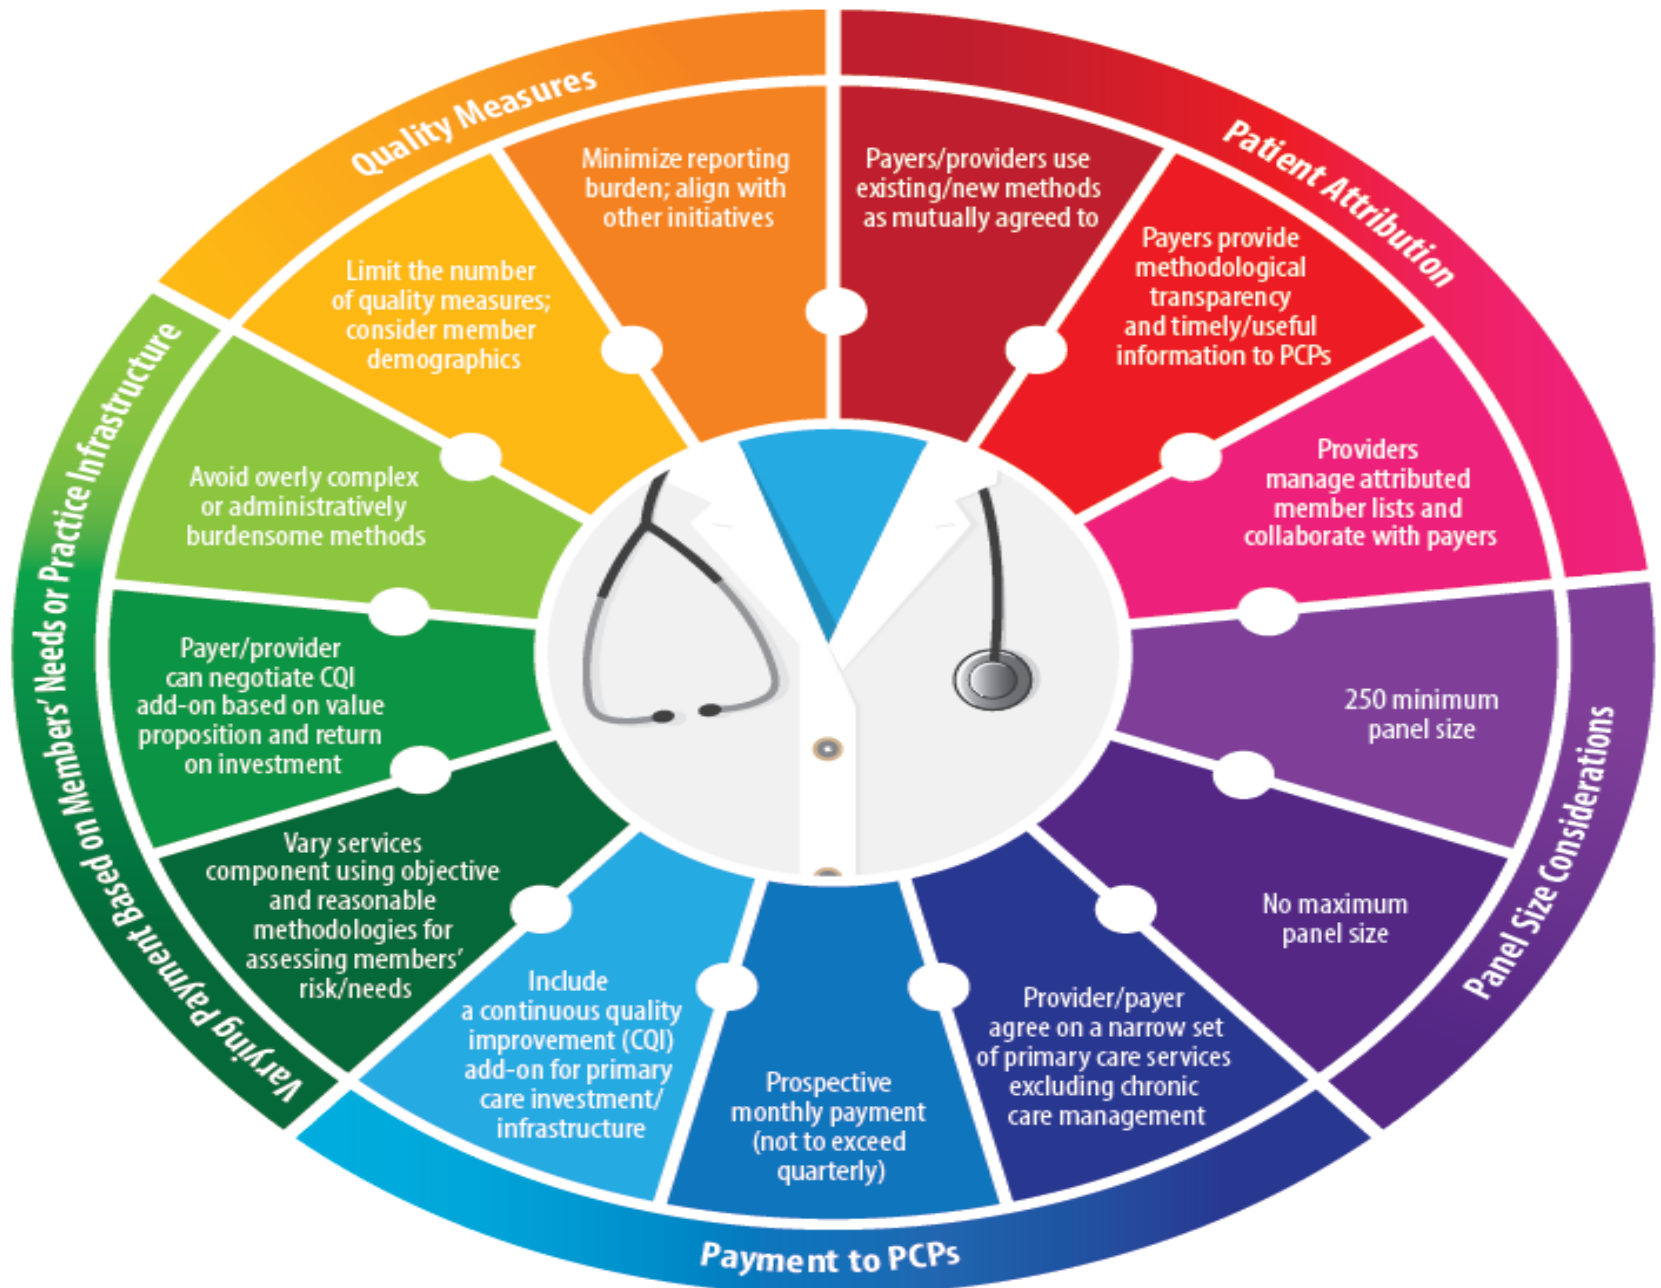 Quality Measures
Minimize reporting
burden; align with
other initiatives
Limit the number
of quality measures;
consider member
demographics
Patient Attribution
Payers/providers use
existing/new methods
as mutually agreed to
Payers provide
methodological
transparency
and timely/useful
information to PCPs
Providers
manage attributed
member lists and
collaborate with payers
Panel Size Considerations
250 minimum
panel size
No maximum
panel size
Payment to PCPs
Provider/payer
agree on a narrow set
of primary care services
excluding chronic
care management
Prospective
monthly payment
(not to exceed
quarterly)
Include
a continuous quality
improvement (CQI)
add-on for primary
care investment/
infrastructure
Varying Payment Based on Members' Needs or Practice Infrastructure
Vary services
component using objective
and reasonable
methodologies for
assessing members'
risk/needs
Payer/provider
can negotiate CQI
add-on based on value
proposition and return
on investment
Avoid overly complex
or administratively
burdensome methods